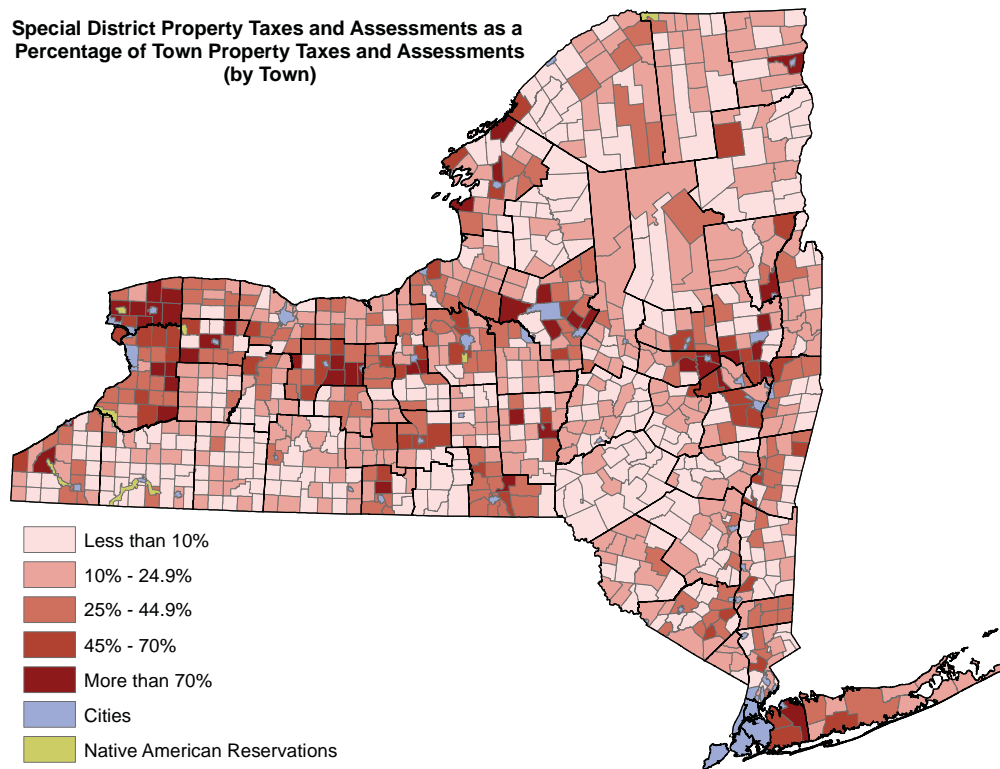 Special District Property Taxes and Assessments as a
Percentage of Town Property Taxes and Assessments
(by Town)
Less than 10%
10% - 24.9%
25% - 44.9%
45% - 70%
More than 70%
Cities
Native American Reservations